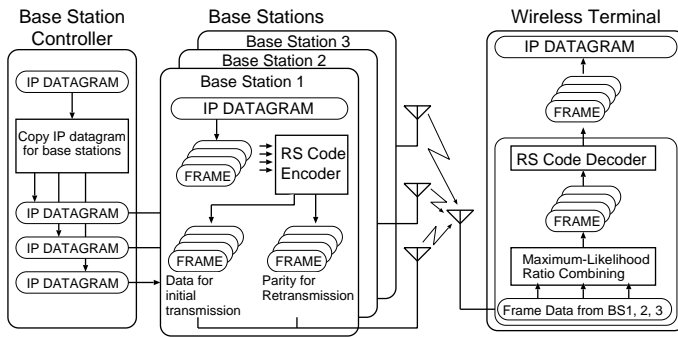 Base Station
Controller
IP DATAGRAM
Copy IP datagram
for base stations
IP DATAGRAM
IP DATAGRAM
IP DATAGRAM
Base Stations
Base Station 3
Base Station 2
Base Station 1
IP DATAGRAM
FRAME
RS Code
Encoder
FRAME
FRAME
Data for
initial
transmission
Parity for
Retransmission
Wireless Terminal
IP DATAGRAM
FRAME
RS Code Decoder
FRAME
Maximum-Likelihood
Ratio Combining
Frame Data from BS1, 2, 3